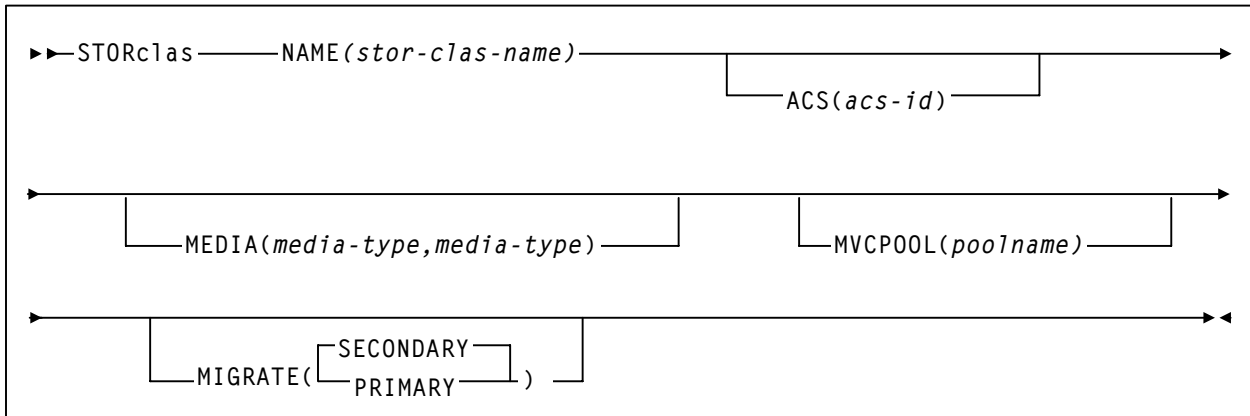 STORclas NAME(stor-clas-name)
ACS(acs-id)
MEDIA(media-type,media-type) MVCPOOL(poolname)
SECONDARY
MIGRATE( PRIMARY )